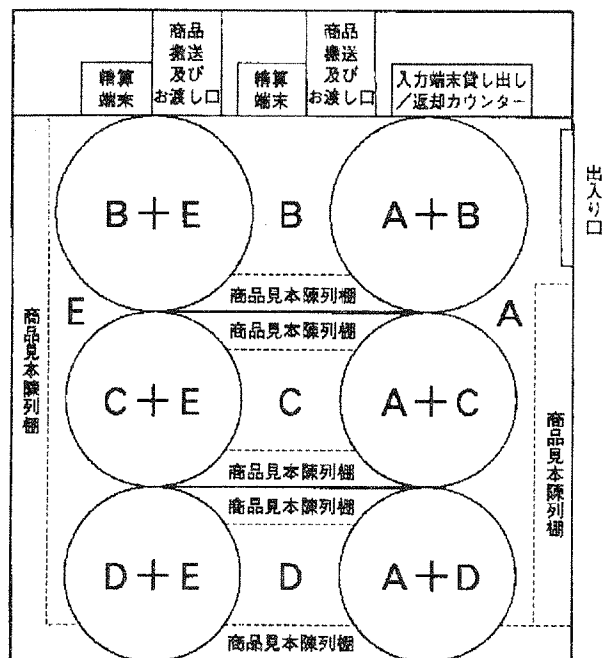 商品
搬送
及び
お渡し口
商品
搬送
及び
お渡し口
精算
端末
精算
端末
入力端末貸し出し
／返却カウンター
出入り口
B＋E
B
A＋B
商品見本陳列棚
商品見本陳列棚
E
A
商品見本陳列棚
C＋E
C
A＋C
商品見本陳列棚
商品見本陳列棚
商品見本陳列棚
D＋E
D
A＋D
商品見本陳列棚